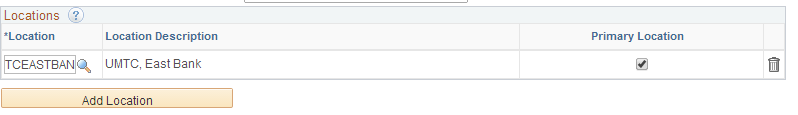 Locations ?
*Location Location Description Primary Location
TCEASTBAN UMTC, East Bank
Add Location